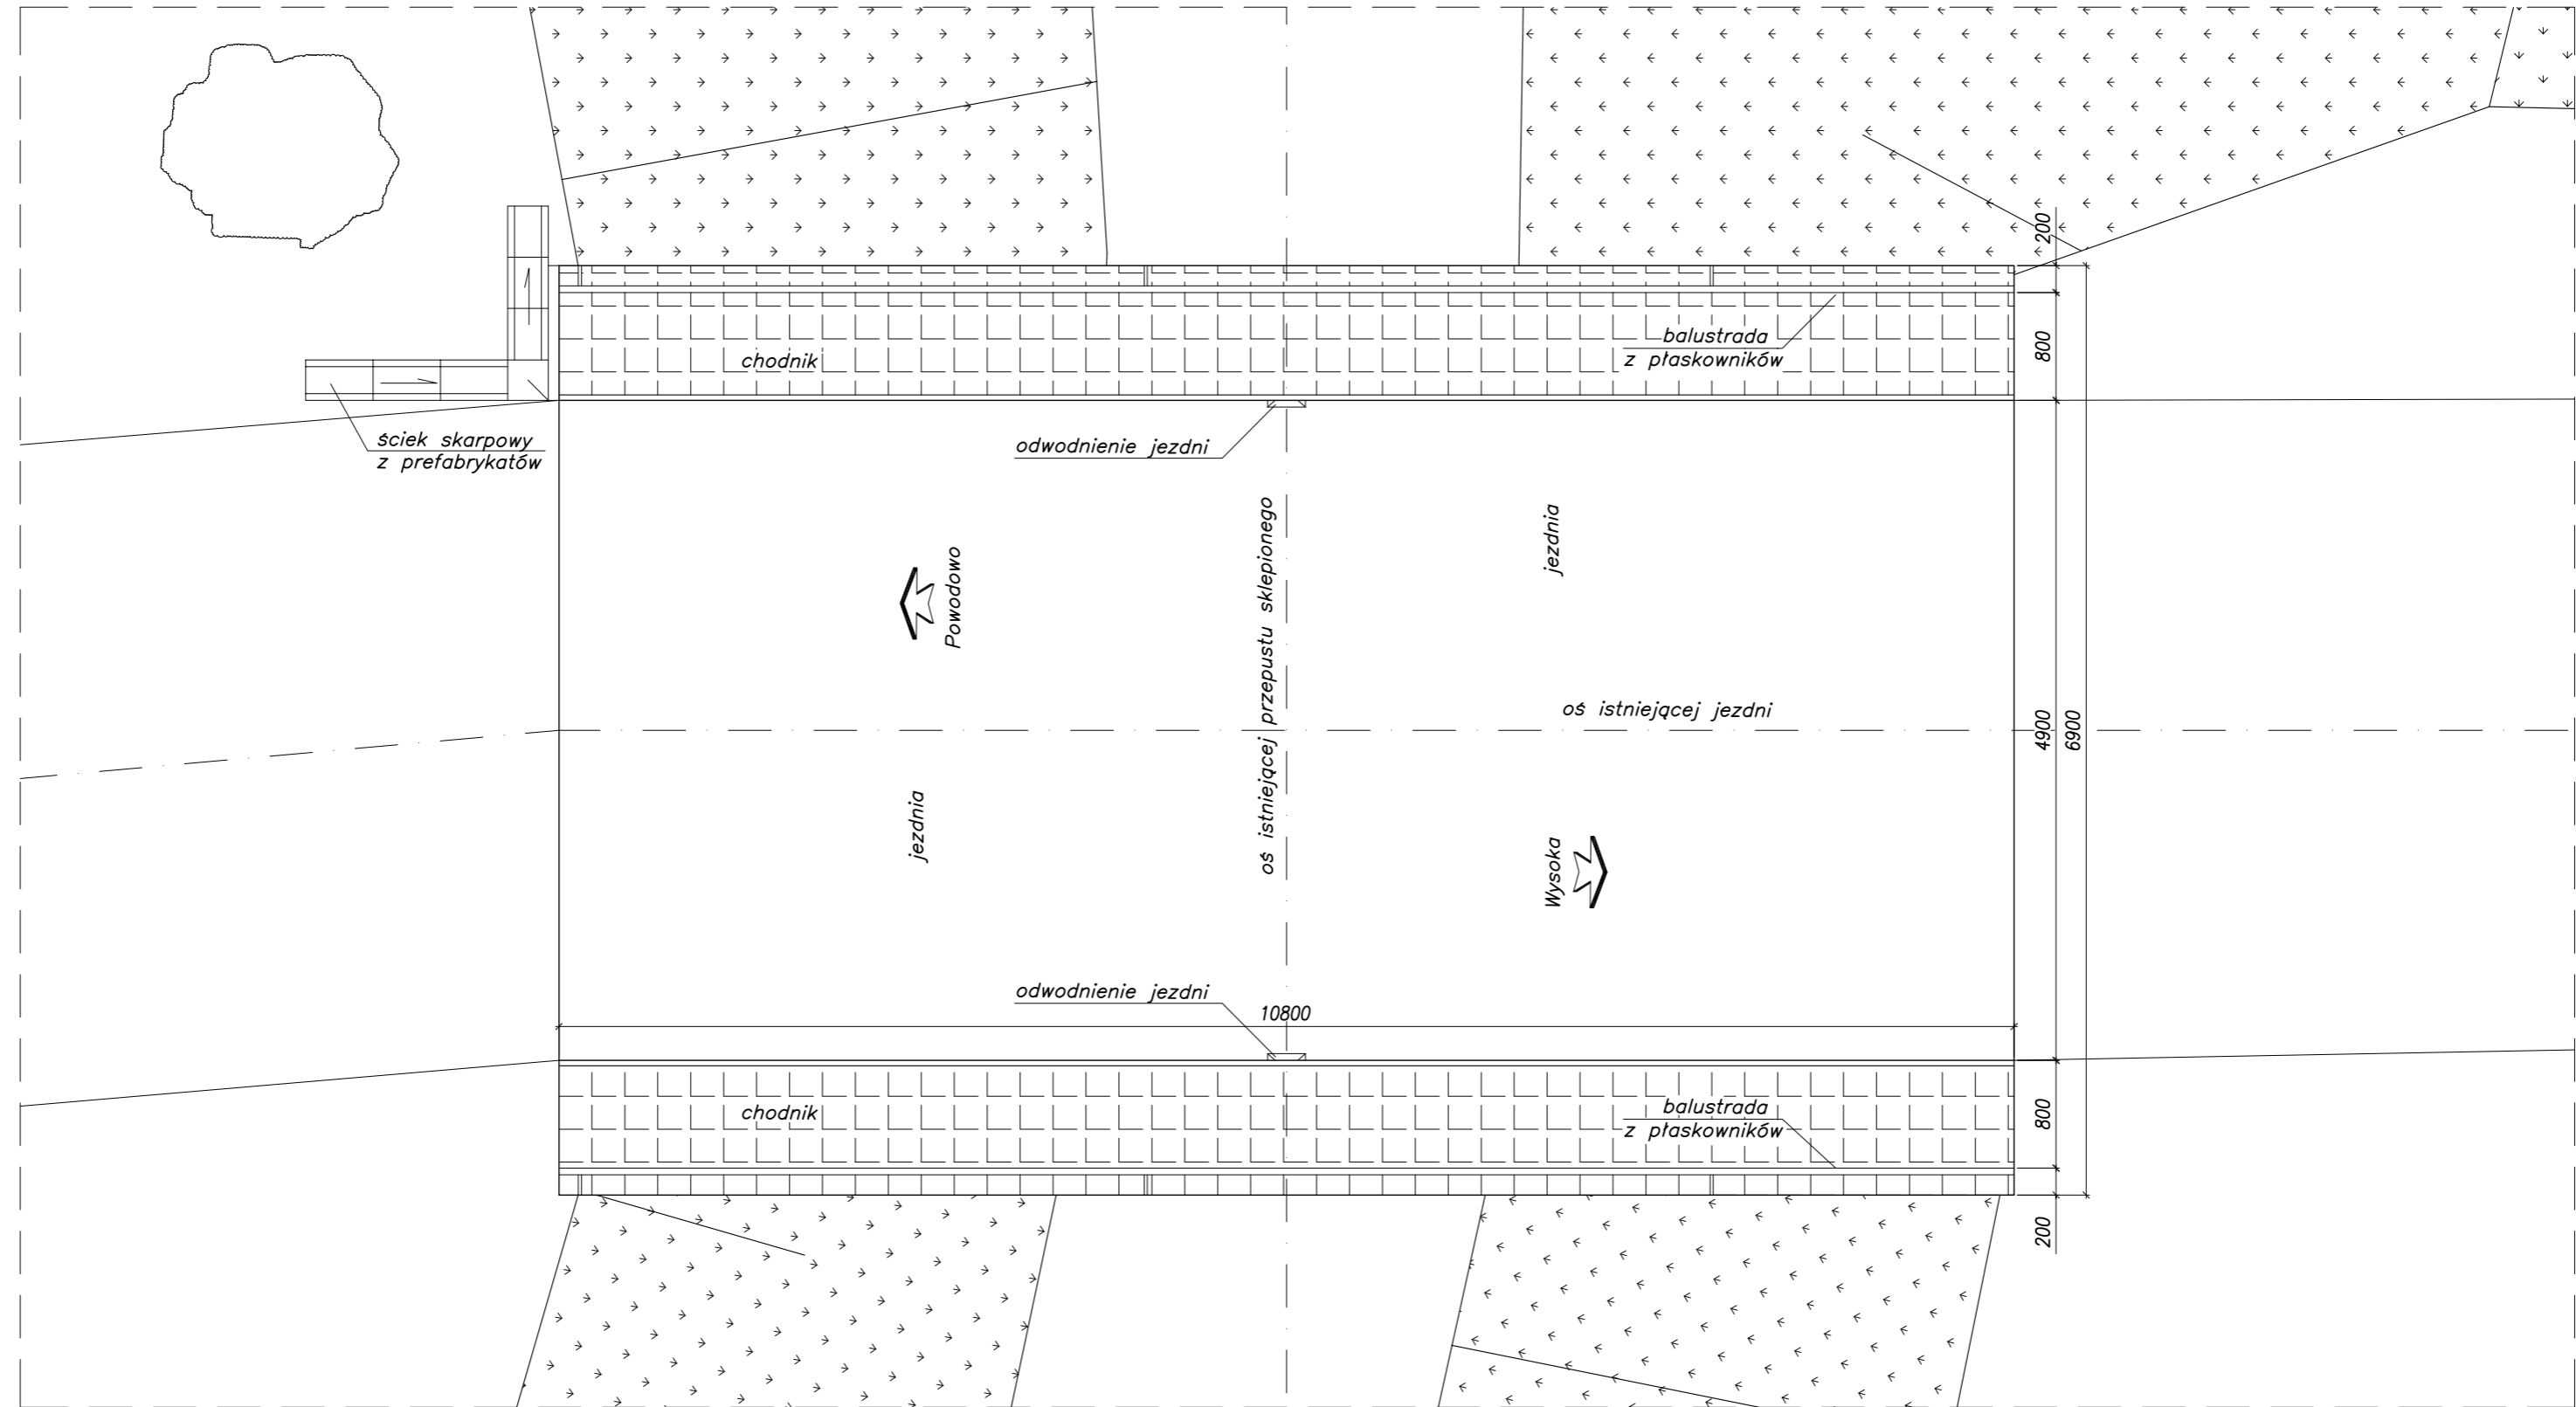 200
balustrada
z płaskowników
chodnik
800
ściek skarpowy
z prefabrykatów
odwodnienie jezdni
oś istniejącej przepustu sklepionego
jezdnia
Powodowo
oś istniejącej jezdni
4900
6900
jezdnia
Wysoka
odwodnienie jezdni
10800
chodnik
balustrada
z płaskowników
800
200